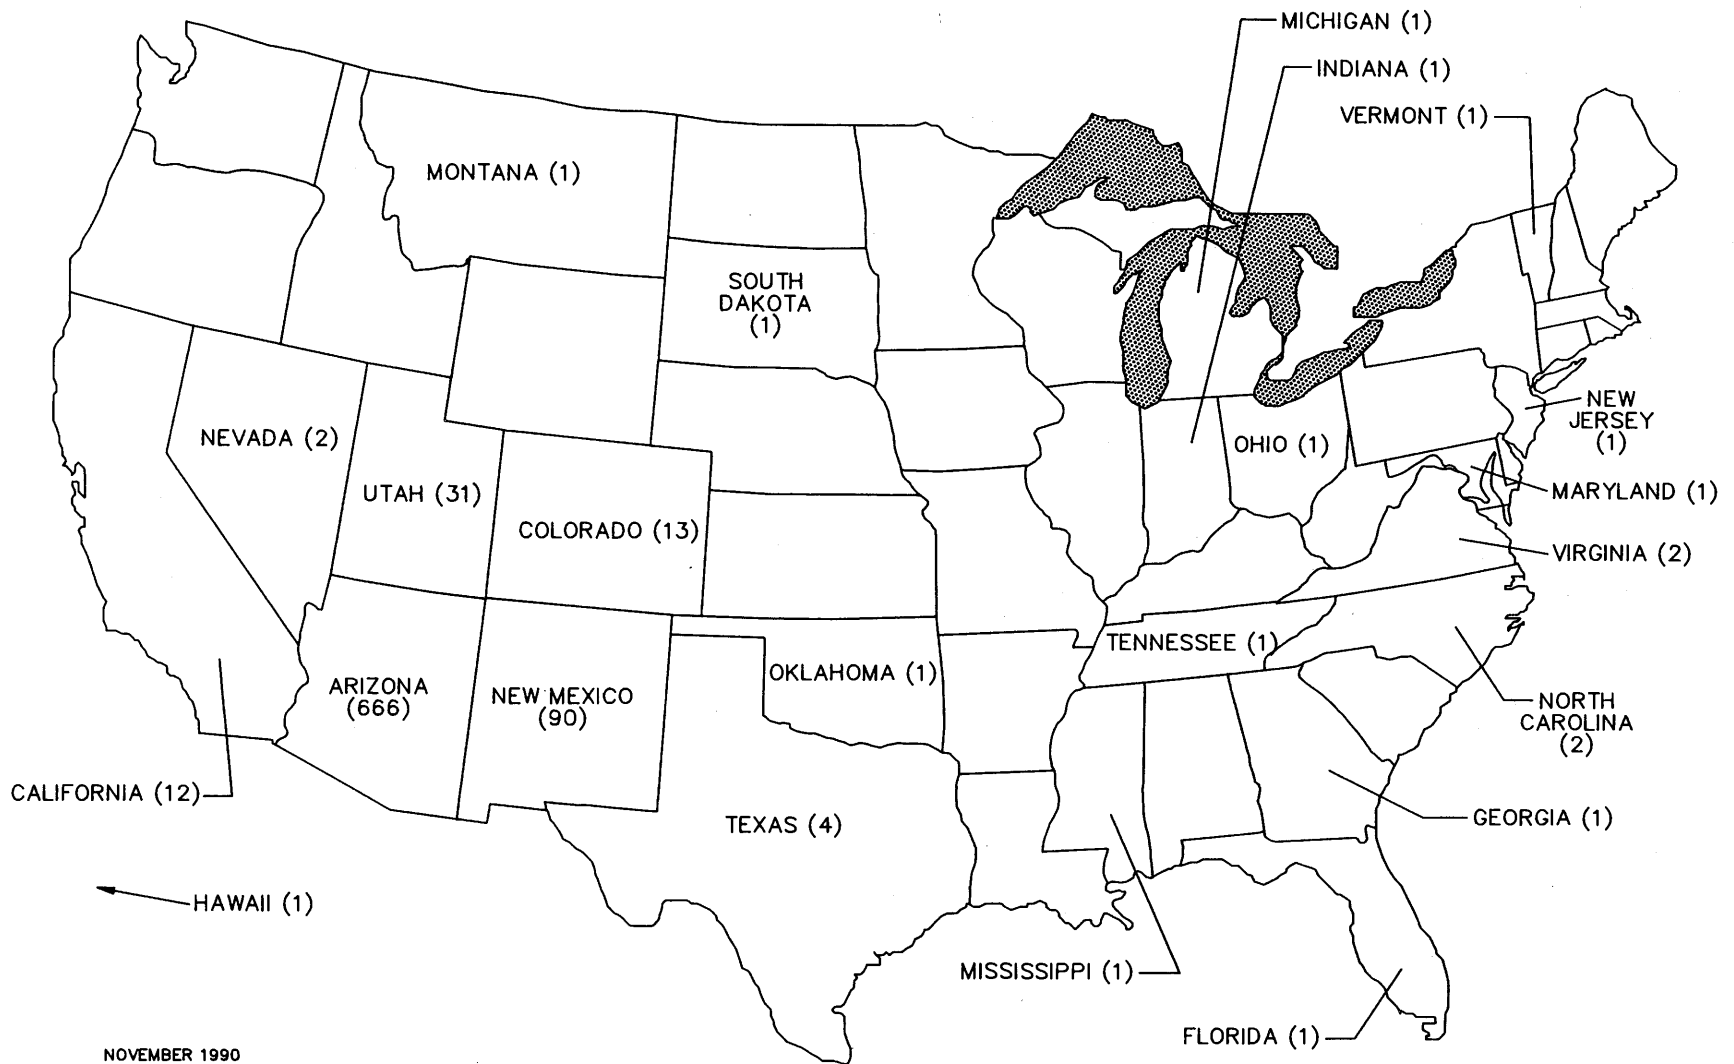 MICHIGAN (1)
INDIANA (1)
VERMONT (1)
MONTANA (1)
SOUTH
DAKOTA
(1)
NEW
JERSEY
(1)
NEVADA (2)
OHIO (1)
UTAH (31)
MARYLAND (1)
COLORADO (13)
VIRGINIA (2)
TENNESSEE (1)
OKLAHOMA (1)
ARIZONA
(666)
NEW MEXICO
(90)
NORTH
CAROLINA
(2)
CALIFORNIA (12)
TEXAS (4)
GEORGIA (1)
HAWAII (1)
MISSISSIPPI (1)
FLORIDA (1)
NOVEMBER 1990